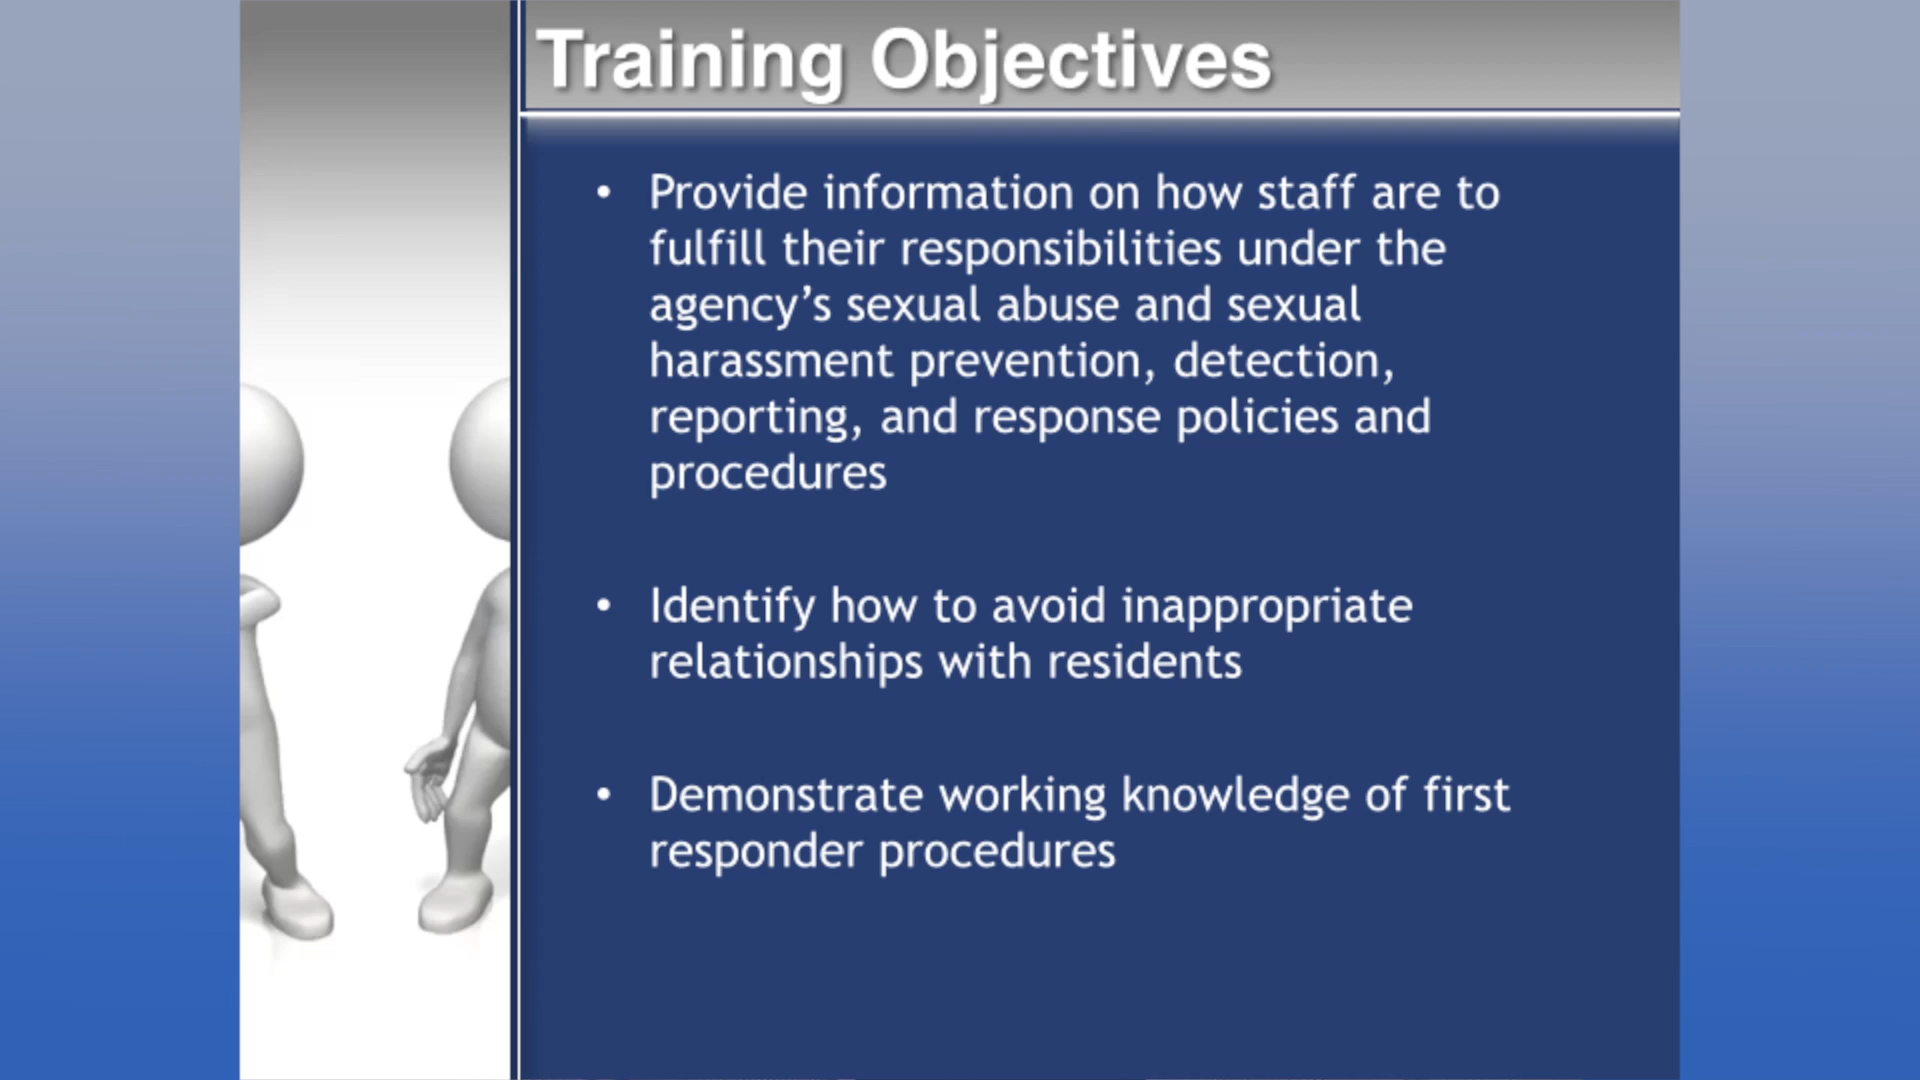 Training Objectives
• Provide information on how staff are to
fulfill their responsibilities under the
agency’s sexual abuse and sexual
harassment prevention, detection,
reporting, and response policies and
procedures
• Identify how to avoid inappropriate
relationships with residents
• Demonstrate working knowledge of first
responder procedures